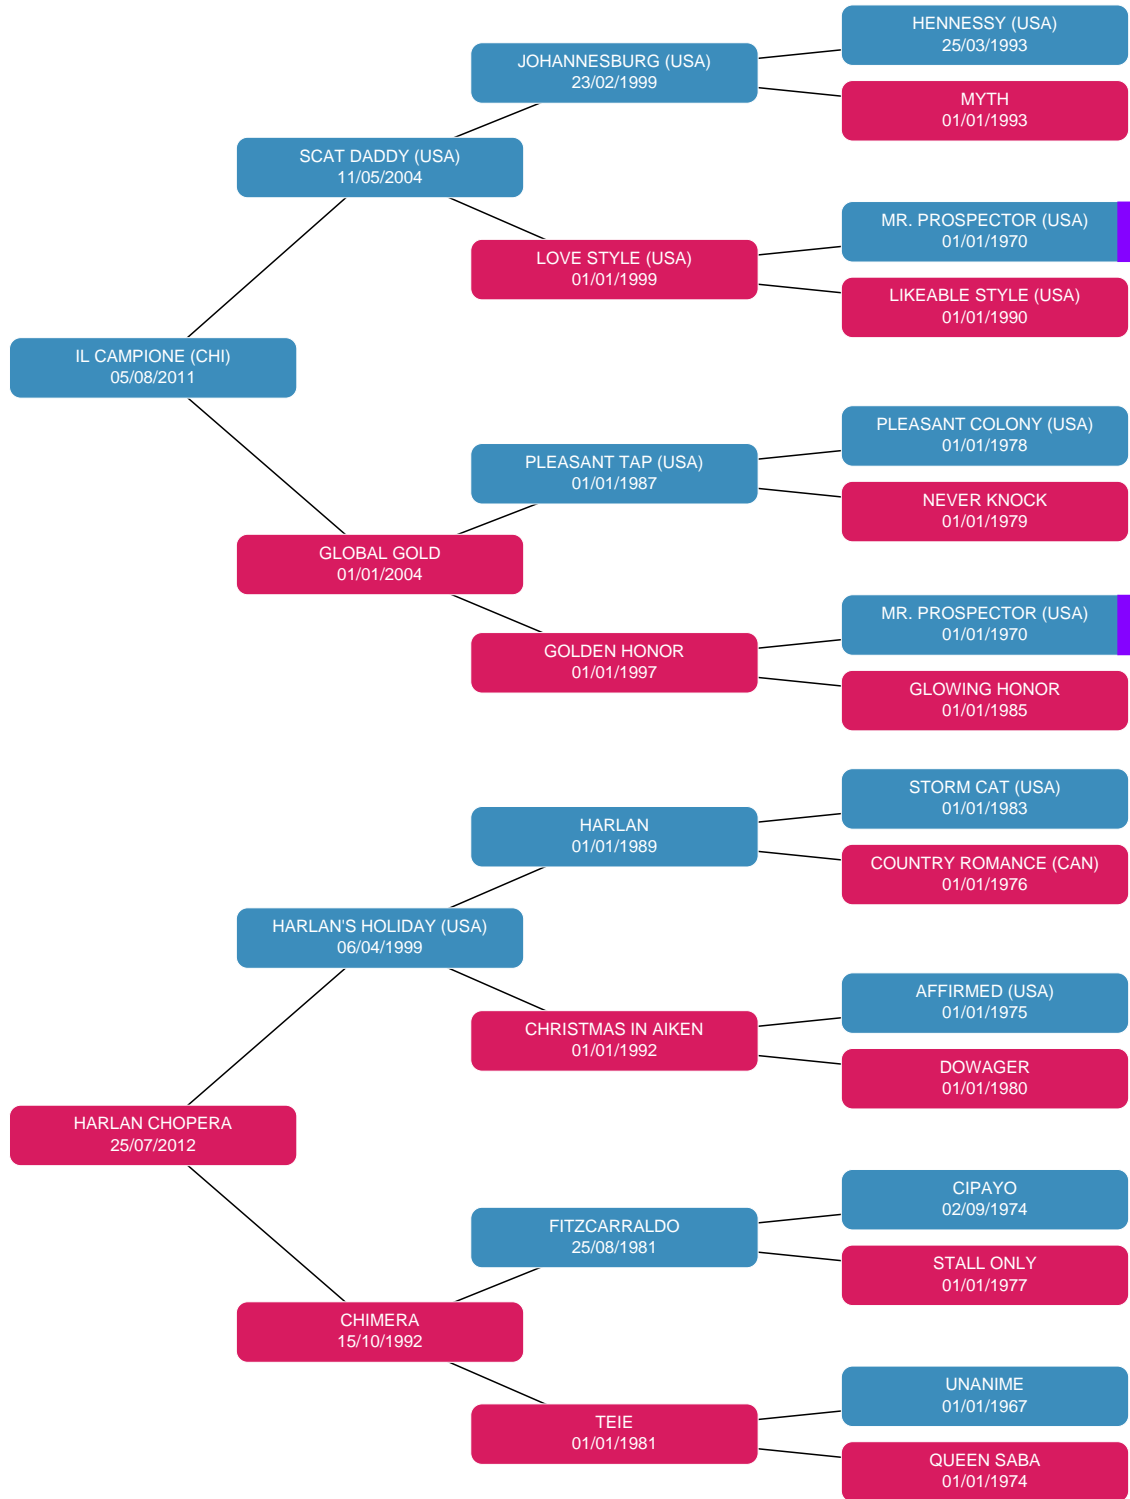 HENNESSY (USA)
25/03/1993
JOHANNESBURG (USA)
23/02/1999
MYTH
01/01/1993
SCAT DADDY (USA)
11/05/2004
MR. PROSPECTOR (USA)
01/01/1970
LOVE STYLE (USA)
01/01/1999
LIKEABLE STYLE (USA)
01/01/1990
IL CAMPIONE (CHI)
05/08/2011
PLEASANT COLONY (USA)
01/01/1978
PLEASANT TAP (USA)
01/01/1987
NEVER KNOCK
01/01/1979
GLOBAL GOLD
01/01/2004
MR. PROSPECTOR (USA)
01/01/1970
GOLDEN HONOR
01/01/1997
GLOWING HONOR
01/01/1985
STORM CAT (USA)
01/01/1983
HARLAN
01/01/1989
COUNTRY ROMANCE (CAN)
01/01/1976
HARLAN'S HOLIDAY (USA)
06/04/1999
AFFIRMED (USA)
01/01/1975
CHRISTMAS IN AIKEN
01/01/1992
DOWAGER
01/01/1980
HARLAN CHOPERA
25/07/2012
CIPAYO
02/09/1974
FITZCARRALDO
25/08/1981
STALL ONLY
01/01/1977
CHIMERA
15/10/1992
UNANIME
01/01/1967
TEIE
01/01/1981
QUEEN SABA
01/01/1974